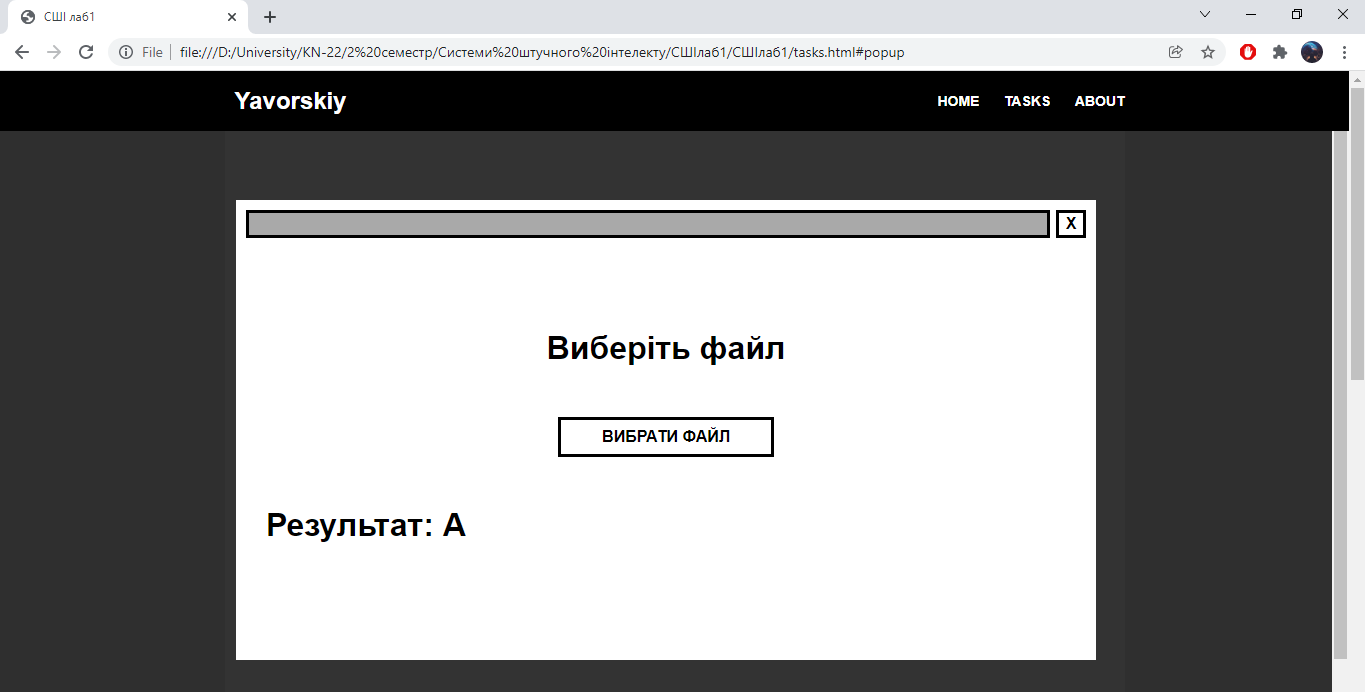 СШІ лаб1
File
file:///D:/University/KN-22/2%20семестр/Системи%20штучного%20інтелекту/СШІлаб1/СШІлаб1/tasks.html#popup
Yavorskiy
HOME TASKS ABOUT
X
Виберіть файл
ВИБРАТИ ФАЙЛ
Результат: A